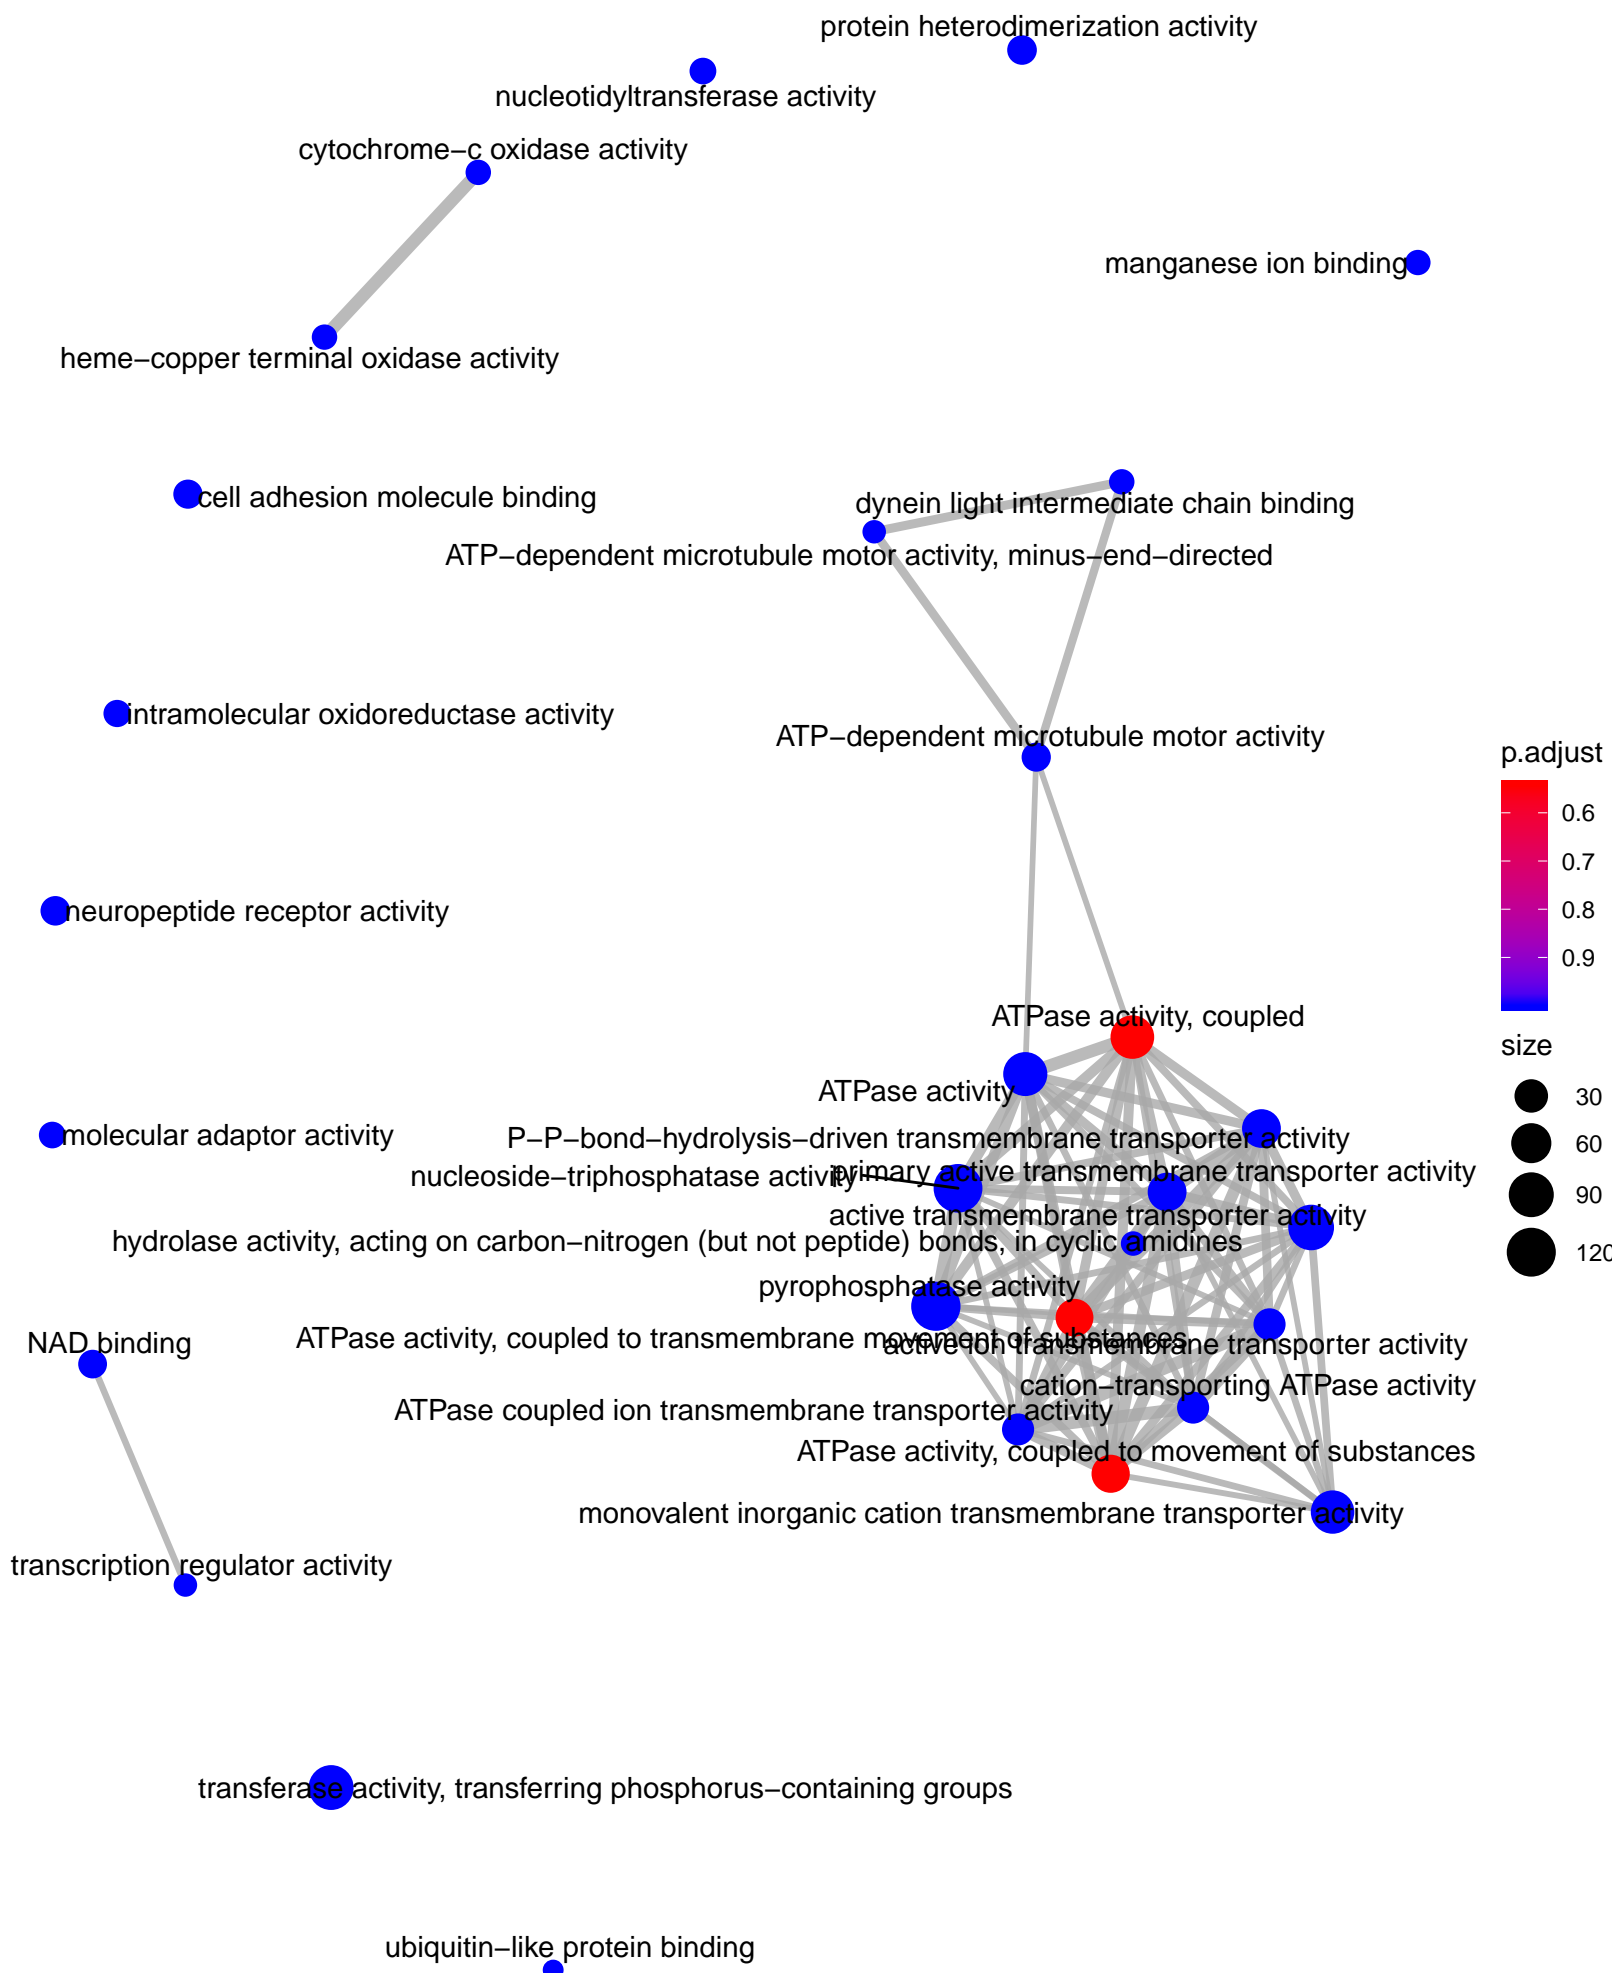 protein heterodimerization activity
nucleotidyltransferase activity
cytochrome−c oxidase activity
manganese ion binding
heme−copper terminal oxidase activity
cell adhesion molecule binding
dynein light intermediate chain binding
ATP−dependent microtubule motor activity, minus−end−directed
intramolecular oxidoreductase activity
ATP−dependent microtubule motor activity
p.adjust
0.6
0.7
0.8
0.9
neuropeptide receptor activity
ATPase activity, coupled
size
30
60
90
120
ATPase activity
molecular adaptor activity
P−P−bond−hydrolysis−driven transmembrane transporter activity
primary active transmembrane transporter activity
nucleoside−triphosphatase activity
active transmembrane transporter activity
hydrolase activity, acting on carbon−nitrogen (but not peptide) bonds, in cyclic amidines
pyrophosphatase activity
ATPase activity, coupled to transmembrane movement of substances
active ion transmembrane transporter activity
NAD binding
cation−transporting ATPase activity
ATPase coupled ion transmembrane transporter activity
ATPase activity, coupled to movement of substances
monovalent inorganic cation transmembrane transporter activity
transcription regulator activity
transferase activity, transferring phosphorus−containing groups
ubiquitin−like protein binding